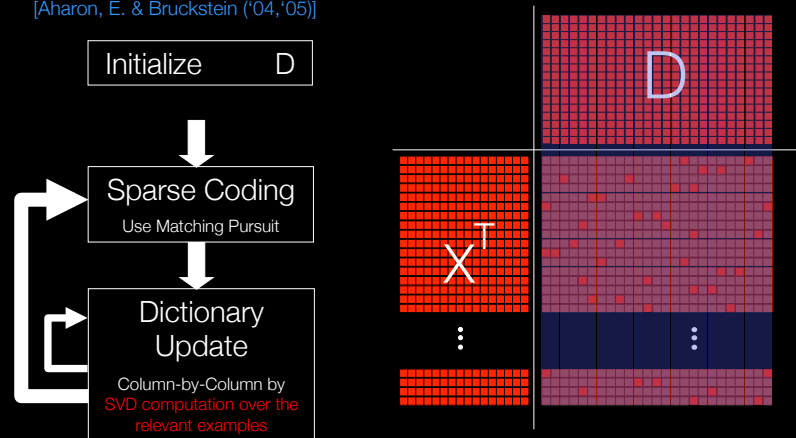 [Aharon, E. & Bruckstein ('04,'05)]
Initialize D
Sparse Coding
Use Matching Pursuit
Dictionary
Update
Column-by-Column by
SVD computation over the
relevant examples
D
X^T